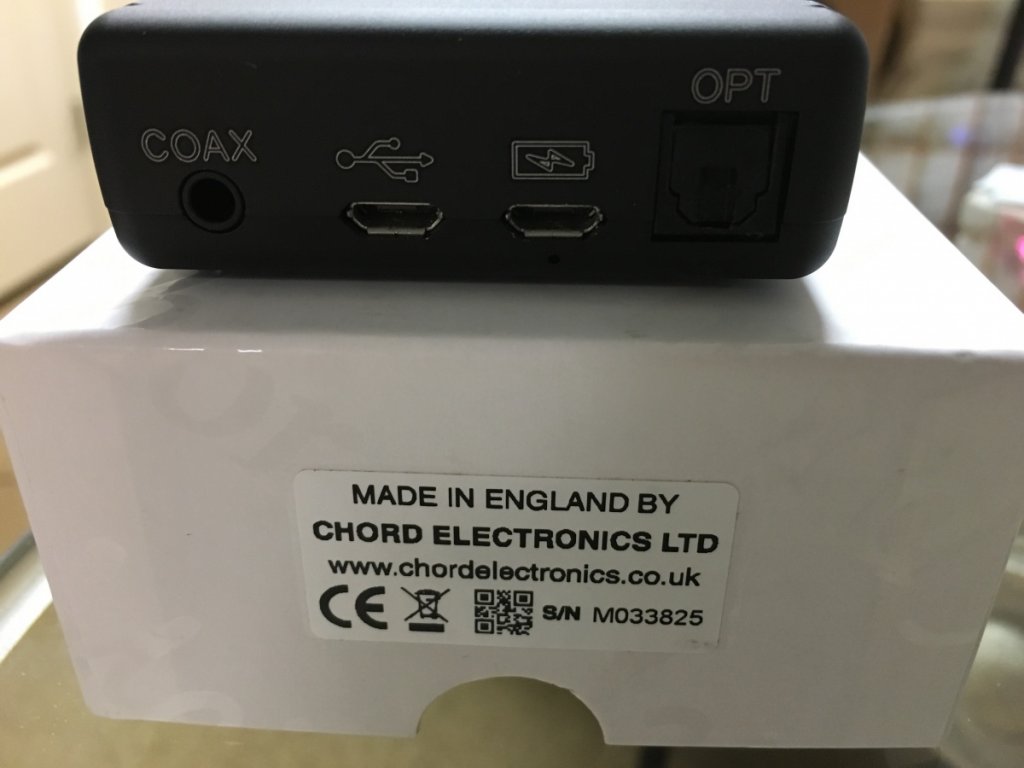 COAX
OPT
MADE IN ENGLAND BY
CHORD ELECTRONICS LTD
www.chordelectronics.co.uk
CE
S/N M033825